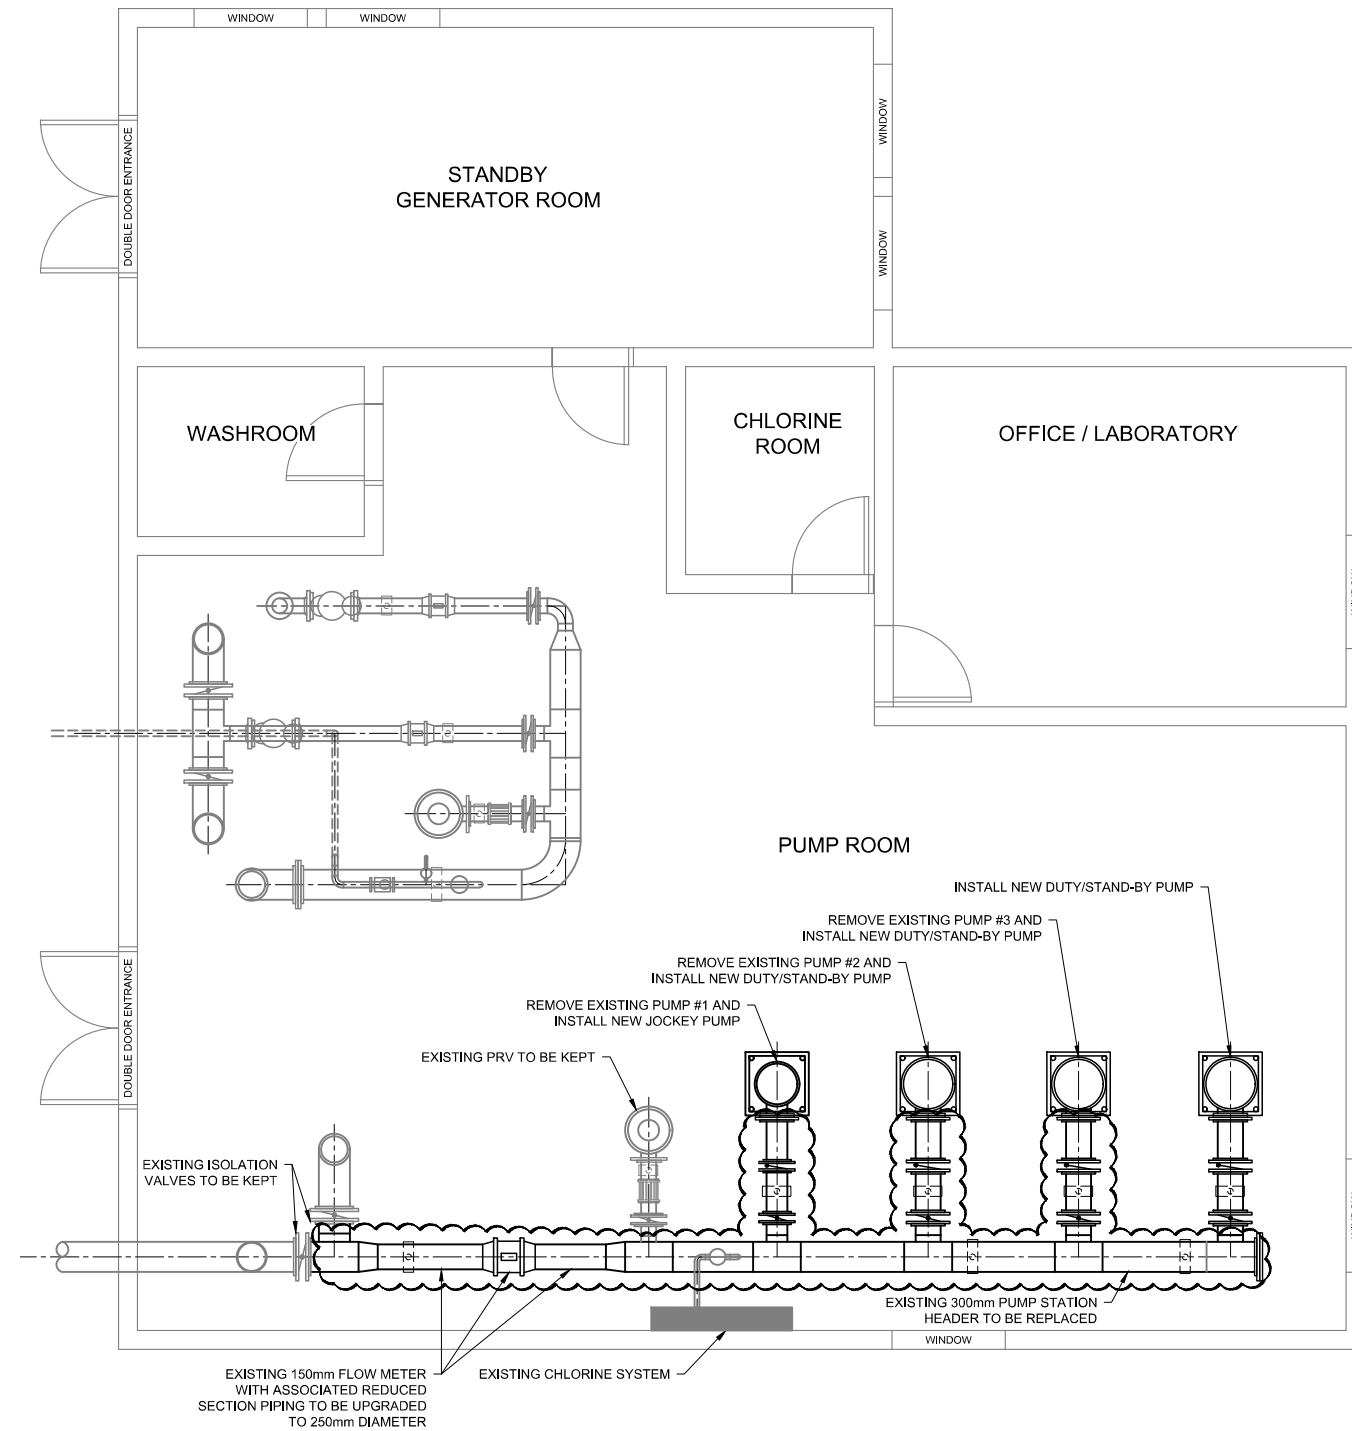 WINDOW
WINDOW
WINDOW
DOUBLE DOOR ENTRANCE
STANDBY
GENERATOR ROOM
WINDOW
WASHROOM
CHLORINE
ROOM
OFFICE / LABORATORY
PUMP ROOM
INSTALL NEW DUTY/STAND-BY PUMP
REMOVE EXISTING PUMP #3 AND
INSTALL NEW DUTY/STAND-BY PUMP
REMOVE EXISTING PUMP #2 AND
INSTALL NEW DUTY/STAND-BY PUMP
REMOVE EXISTING PUMP #1 AND
INSTALL NEW JOCKEY PUMP
DOUBLE DOOR ENTRANCE
EXISTING PRV TO BE KEPT
EXISTING ISOLATION
VALVES TO BE KEPT
EXISTING 300mm PUMP STATION
HEADER TO BE REPLACED
WINDOW
EXISTING 150mm FLOW METER
WITH ASSOCIATED REDUCED
SECTION PIPING TO BE UPGRADED
TO 250mm DIAMETER
EXISTING CHLORINE SYSTEM